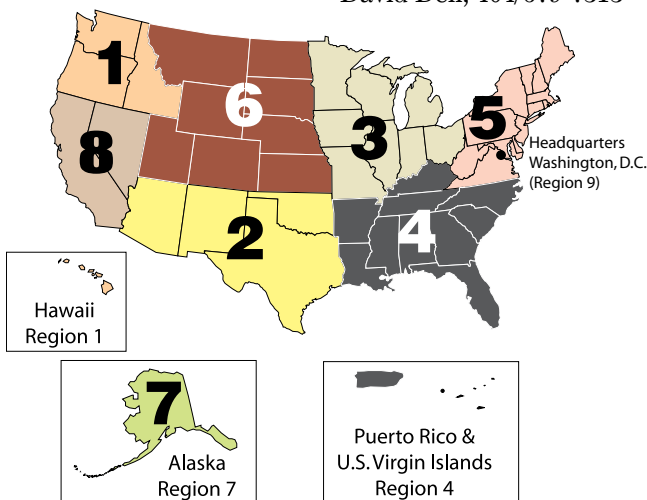 1
6
5
3
8
Headquarters
Washington, D.C.
(Region 9)
4
2
Hawaii
Region 1
7
Alaska
Region 7
Puerto Rico &
U.S. Virgin Islands
Region 4